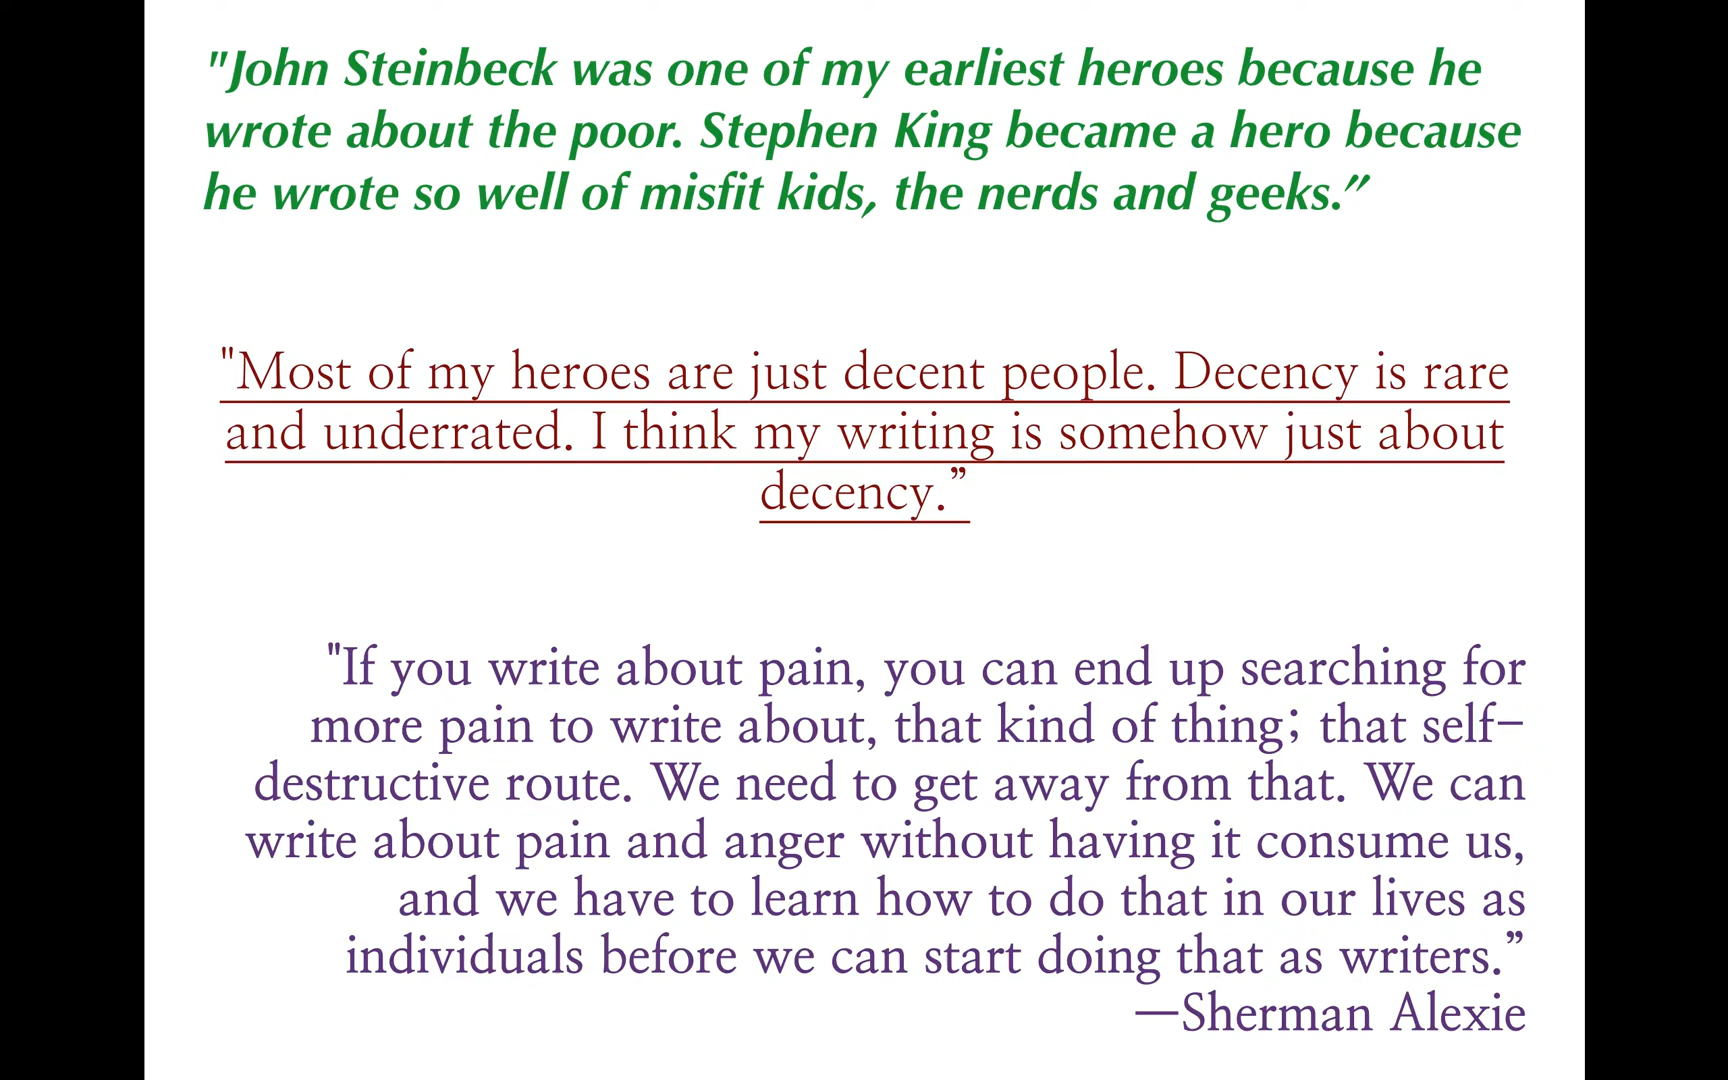 "John Steinbeck was one of my earliest heroes because he
wrote about the poor. Stephen King became a hero because
he wrote so well of misfit kids, the nerds and geeks.”
"Most of my heroes are just decent people. Decency is rare
and underrated. I think my writing is somehow just about
decency.”
"If you write about pain, you can end up searching for
more pain to write about, that kind of thing; that self-
destructive route. We need to get away from that. We can
write about pain and anger without having it consume us,
and we have to learn how to do that in our lives as
individuals before we can start doing that as writers.”
—Sherman Alexie